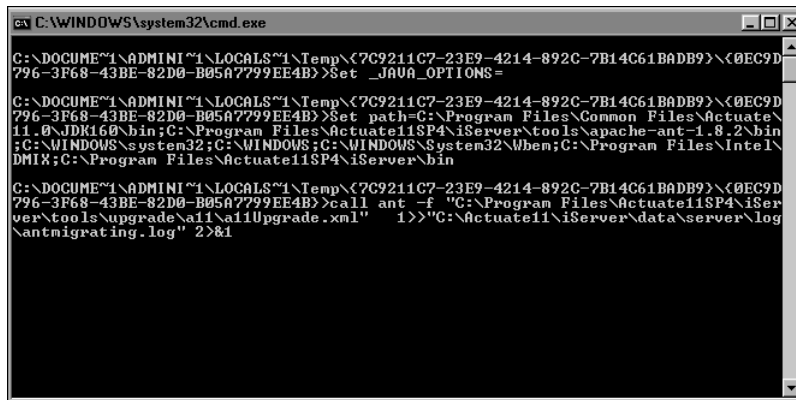 C:\WINDOWS\system32\cmd.exe
C:\DOCUME~1\ADMINI~1\LOCALS~1\Temp\{7C9211C7-23E9-4214-892C-7B14C61BADB9}\{0EC9D
796-3F68-43BE-82D0-B05A7799EE4B}>Set _JAVA_OPTIONS=
C:\DOCUME~1\ADMINI~1\LOCALS~1\Temp\{7C9211C7-23E9-4214-892C-7B14C61BADB9}\{0EC9D
796-3F68-43BE-82D0-B05A7799EE4B}>Set path=C:\Program Files\Common Files\Actuate\
11.0\JDK160\bin;C:\Program Files\Actuate11SP4\iServer\tools\apache-ant-1.8.2\bin
;C:\WINDOWS\system32;C:\WINDOWS;C:\WINDOWS\System32\Wbem;C:\Program Files\Intel\
DMIX;C:\Program Files\Actuate11SP4\iServer\bin
C:\DOCUME~1\ADMINI~1\LOCALS~1\Temp\{7C9211C7-23E9-4214-892C-7B14C61BADB9}\{0EC9D
796-3F68-43BE-82D0-B05A7799EE4B}>call ant -f "C:\Program Files\Actuate11SP4\iSer
ver\tools\upgrade\a11\a11Upgrade.xml"   1>>"C:\Actuate11\iServer\data\server\log
\antmigrating.log" 2>&1